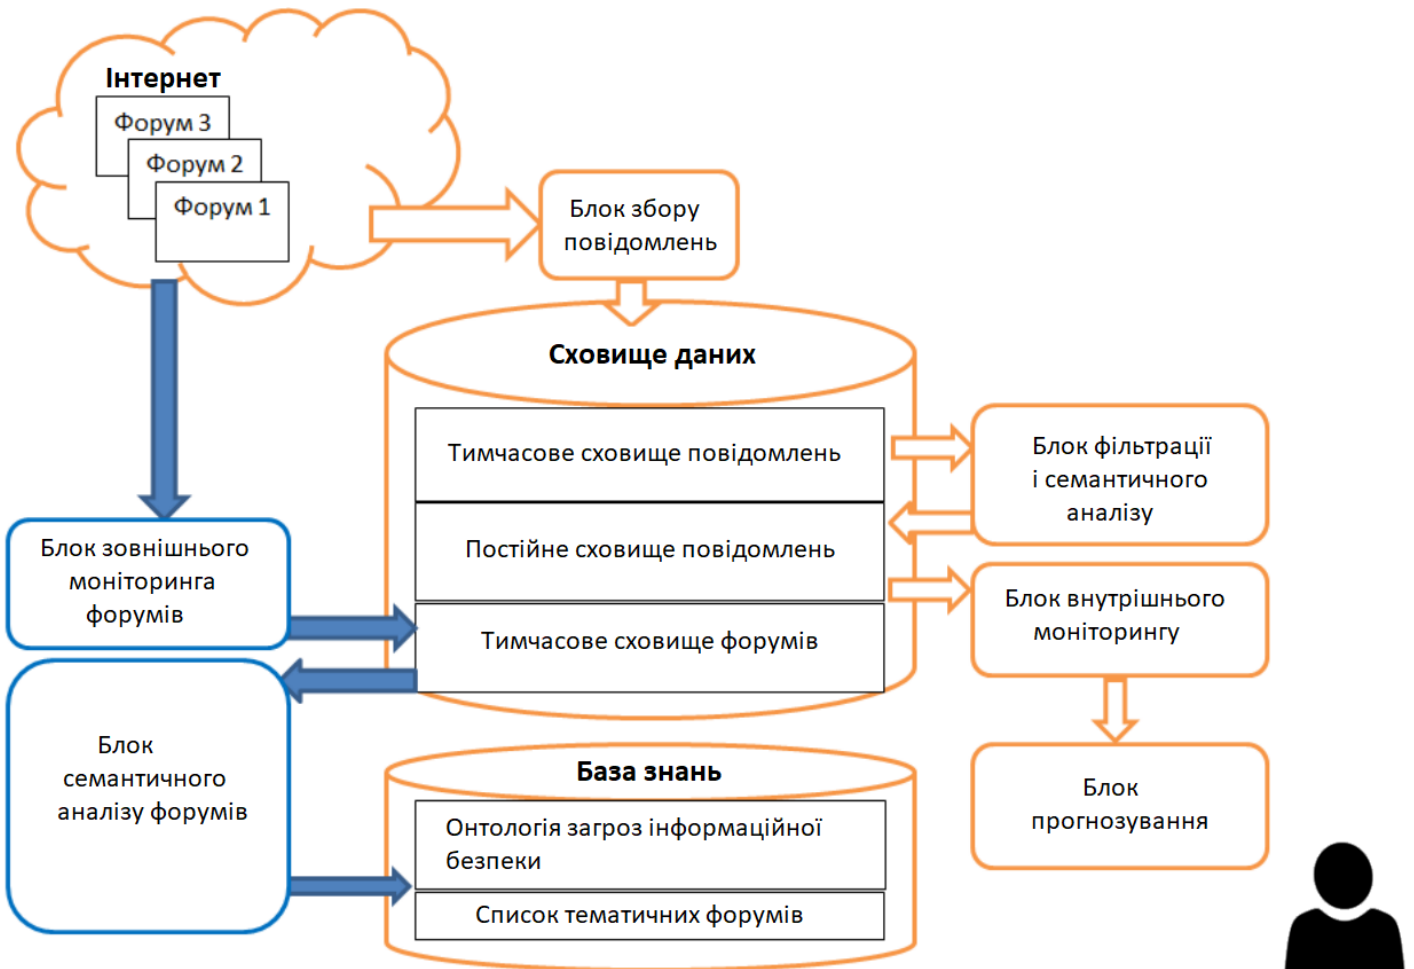 Інтернет
Форум 3
Форум 2
Форум 1
Блок збору
повідомлень
Сховище даних
Тимчасове сховище повідомлень
Постійне сховище повідомлень
Тимчасове сховище форумів
Блок фільтрації
і семантичного
аналізу
Блок внутрішнього
моніторингу
Блок
прогнозування
Блок зовнішнього
моніторинга
форумів
Блок
семантичного
аналізу форумів
База знань
Онтологія загроз інформаційної
безпеки
Список тематичних форумів